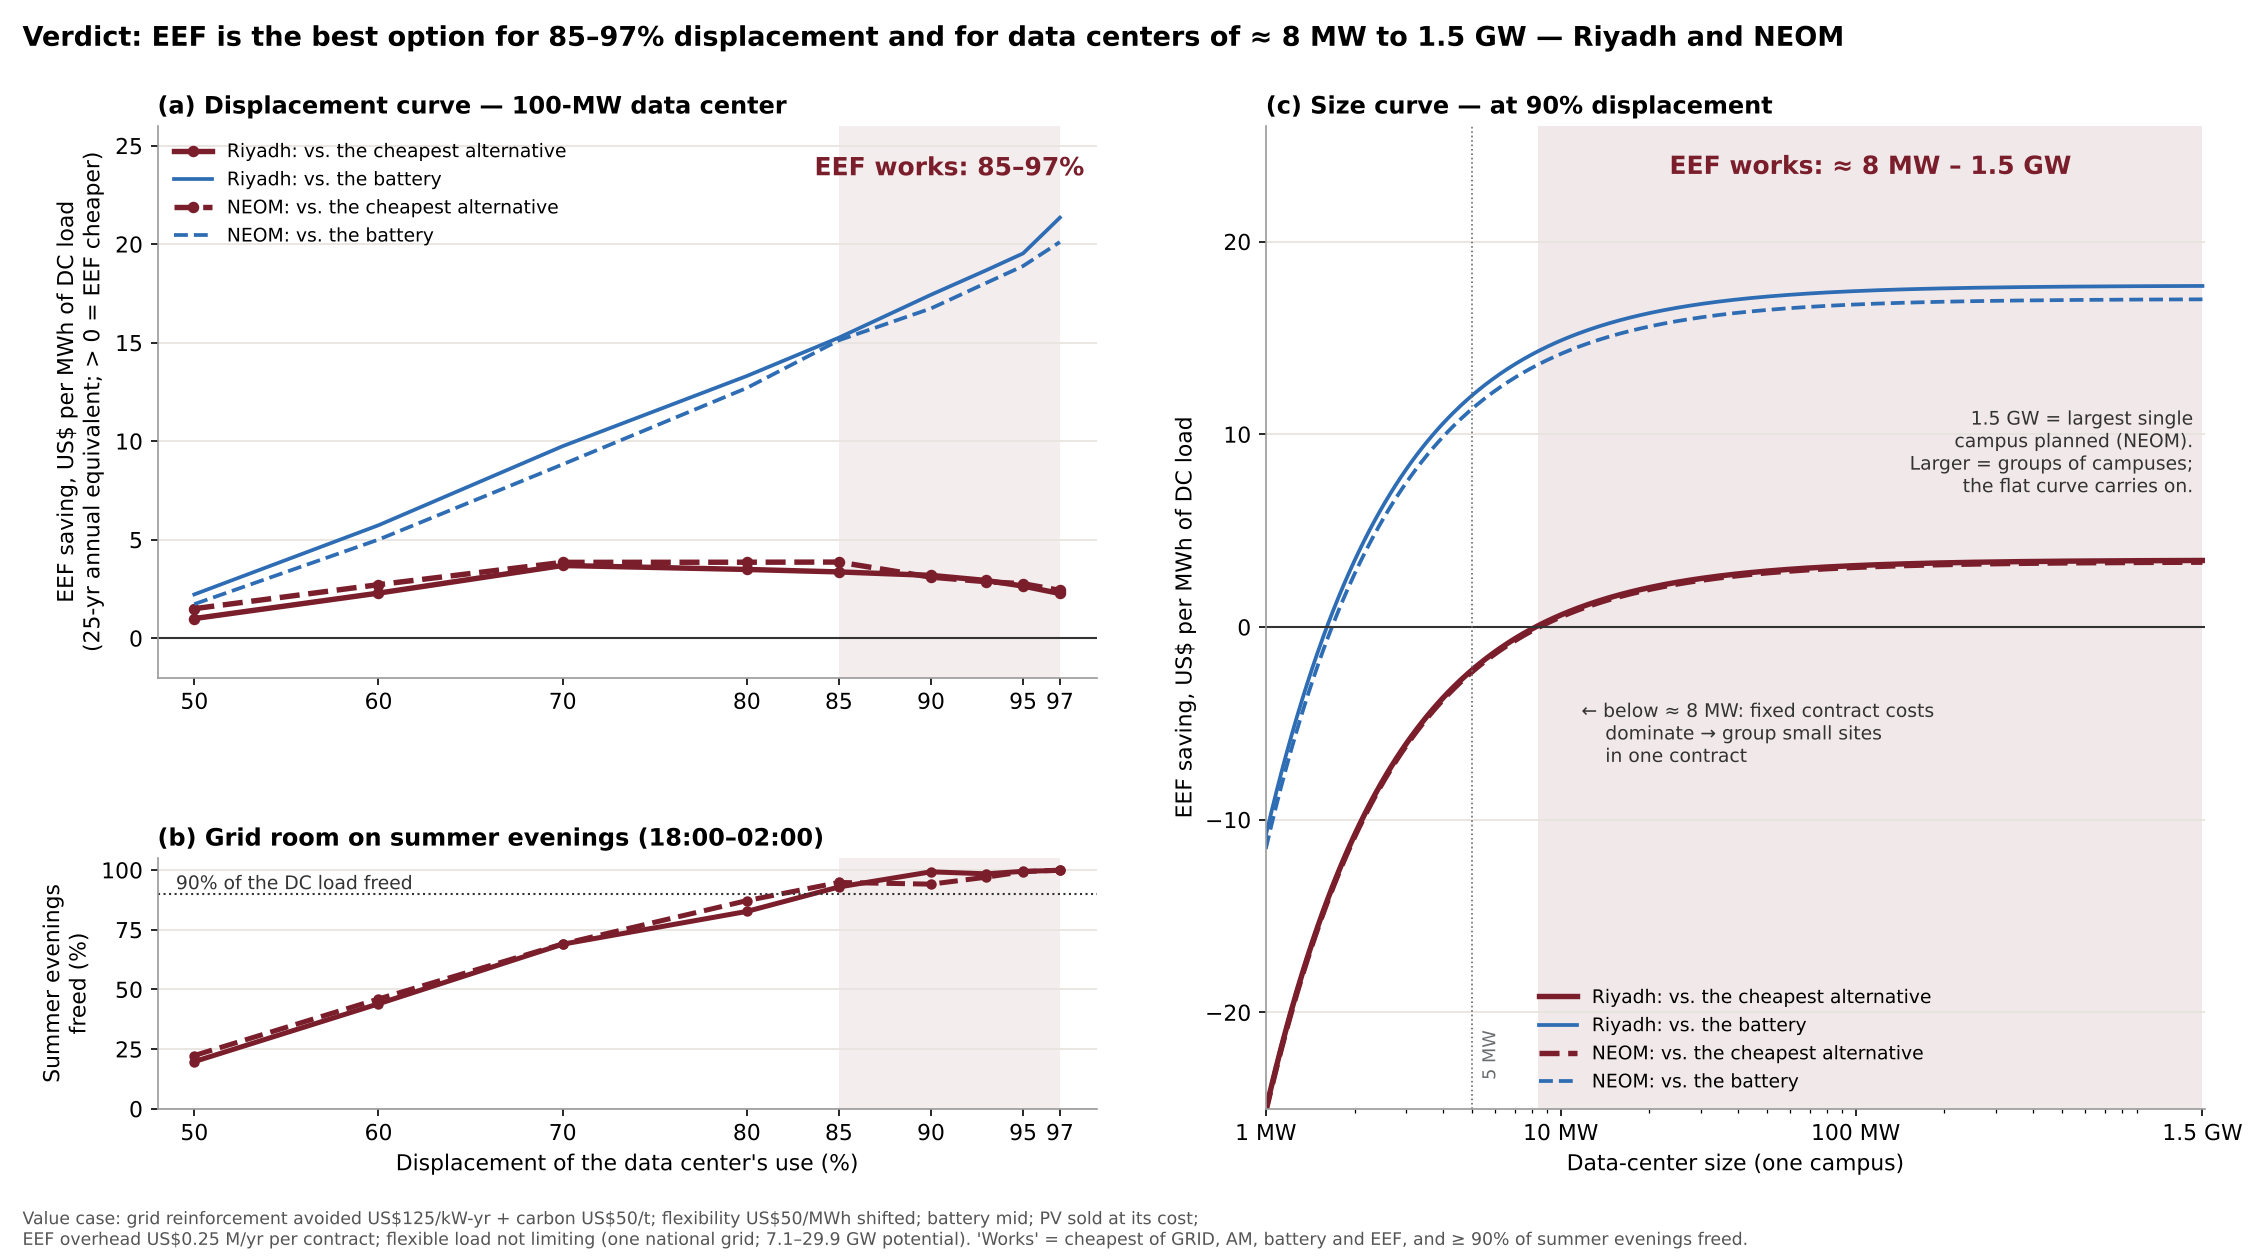 Verdict: EEF is the best option for 85–97% displacement and for data centers of ≈ 8 MW to 1.5 GW — Riyadh and NEOM
(a) Displacement curve — 100-MW data center
EEF saving, US$ per MWh of DC load
(25-yr annual equivalent; > 0 = EEF cheaper)
25
20
15
10
5
0
Riyadh: vs. the cheapest alternative
Riyadh: vs. the battery
NEOM: vs. the cheapest alternative
NEOM: vs. the battery
EEF works: 85–97%
50 60 70 80 85 90 95 97
(b) Grid room on summer evenings (18:00–02:00)
Summer evenings
freed (%)
100
75
50
25
0
90% of the DC load freed
50 60 70 80 85 90 95 97
Displacement of the data center's use (%)
(c) Size curve — at 90% displacement
EEF saving, US$ per MWh of DC load
20
10
0
−10
−20
EEF works: ≈ 8 MW – 1.5 GW
1.5 GW = largest single
campus planned (NEOM).
Larger = groups of campuses;
the flat curve carries on.
← below ≈ 8 MW: fixed contract costs
dominate → group small sites
in one contract
5 MW
Riyadh: vs. the cheapest alternative
Riyadh: vs. the battery
NEOM: vs. the cheapest alternative
NEOM: vs. the battery
1 MW 10 MW 100 MW 1.5 GW
Data-center size (one campus)
Value case: grid reinforcement avoided US$125/kW-yr + carbon US$50/t; flexibility US$50/MWh shifted; battery mid; PV sold at its cost;
EEF overhead US$0.25 M/yr per contract; flexible load not limiting (one national grid; 7.1–29.9 GW potential). 'Works' = cheapest of GRID, AM, battery and EEF, and ≥ 90% of summer evenings freed.